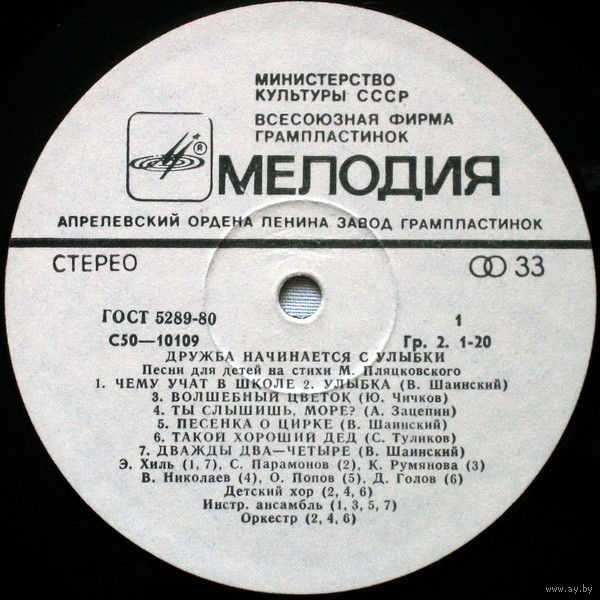 МИНИСТЕРСТВО
КУЛЬТУРЫ СССР
ВСЕСОЮЗНАЯ ФИРМА
ГРАМПЛАСТИНОК
®
МЕЛОДИЯ
АПРЕЛЕВСКИЙ ОРДЕНА ЛЕНИНА ЗАВОД ГРАМПЛАСТИНОК
СТЕРЕО 33
ГОСТ 5289-80 1
С50—10109 Гр. 2. 1-20
ДРУЖБА НАЧИНАЕТСЯ С УЛЫБКИ
Песни для детей на стихи М. Пляцковского
1. ЧЕМУ УЧАТ В ШКОЛЕ 2. УЛЫБКА (В. Шаинский)
3. ВОЛШЕБНЫЙ ЦВЕТОК (Ю. Чичков)
4. ТЫ СЛЫШИШЬ, МОРЕ? (А. Зацепин)
5. ПЕСЕНКА О ЦИРКЕ (В. Шаинский)
6. ТАКОЙ ХОРОШИЙ ДЕД (С. Туликов)
7. ДВАЖДЫ ДВА—ЧЕТЫРЕ (В. Шаинский)
Э. Хиль (1, 7), С. Парамонов (2), К. Румянова (3)
В. Николаев (4), О. Попов (5), Д. Голов (6)
Детский хор (2, 4, 6)
Инстр. ансамбль (1, 3, 5, 7)
Оркестр (2, 4, 6)
www.ay.by